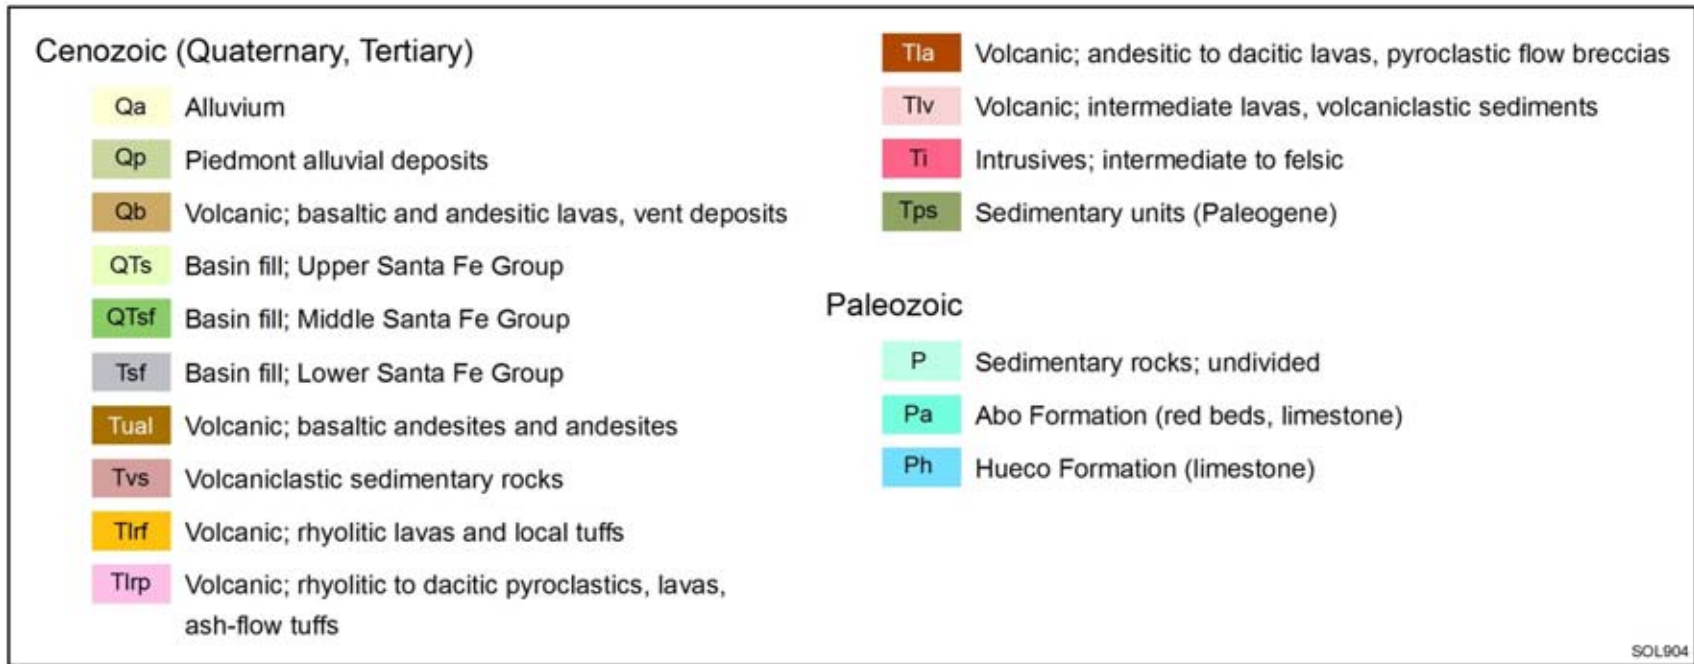 Cenozoic (Quaternary, Tertiary)
Qa Alluvium
Qp Piedmont alluvial deposits
Qb Volcanic; basaltic and andesitic lavas, vent deposits
QTs Basin fill; Upper Santa Fe Group
QTsf Basin fill; Middle Santa Fe Group
Tsf Basin fill; Lower Santa Fe Group
Tual Volcanic; basaltic andesites and andesites
Tvs Volcaniclastic sedimentary rocks
Tlrf Volcanic; rhyolitic lavas and local tuffs
Tlrp Volcanic; rhyolitic to dacitic pyroclastics, lavas,
ash-flow tuffs
Tla Volcanic; andesitic to dacitic lavas, pyroclastic flow breccias
Tlv Volcanic; intermediate lavas, volcaniclastic sediments
Ti Intrusives; intermediate to felsic
Tps Sedimentary units (Paleogene)
Paleozoic
P Sedimentary rocks; undivided
Pa Abo Formation (red beds, limestone)
Ph Hueco Formation (limestone)
SOL904